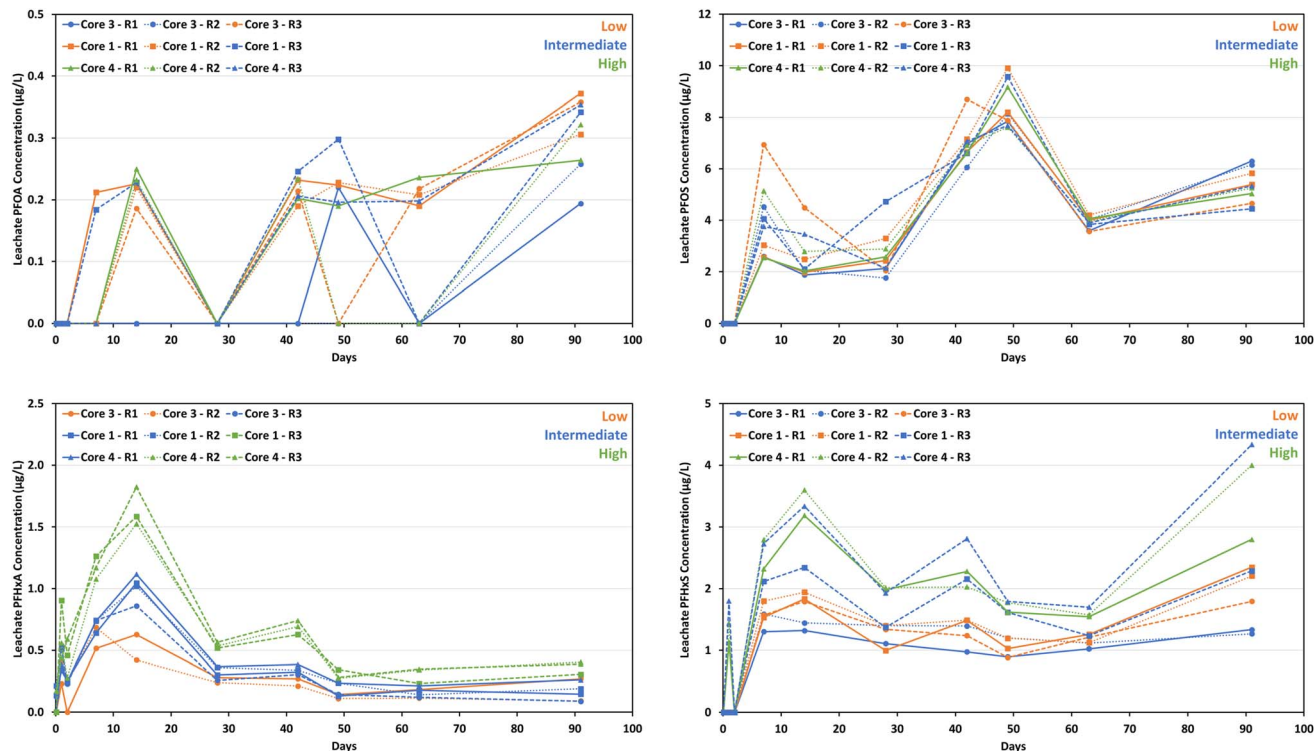 0.5
0.4
0.3
0.2
0.1
0.0
Leachate PFOA Concentration (µg/L)
Core 3 - R1 Core 3 - R2 Core 3 - R3
Core 1 - R1 Core 1 - R2 Core 1 - R3
Core 4 - R1 Core 4 - R2 Core 4 - R3
Low
Intermediate
High
0 10 20 30 40 50 60 70 80 90 100
Days
12
10
8
6
4
2
0
Leachate PFOS Concentration (µg/L)
Core 3 - R1 Core 3 - R2 Core 3 - R3
Core 1 - R1 Core 1 - R2 Core 1 - R3
Core 4 - R1 Core 4 - R2 Core 4 - R3
Low
Intermediate
High
0 10 20 30 40 50 60 70 80 90 100
Days
2.5
2.0
1.5
1.0
0.5
0.0
Leachate PFHxA Concentration (µg/L)
Core 3 - R1 Core 3 - R2 Core 3 - R3
Core 1 - R1 Core 1 - R2 Core 1 - R3
Core 4 - R1 Core 4 - R2 Core 4 - R3
Low
Intermediate
High
0 10 20 30 40 50 60 70 80 90 100
Days
5
4
3
2
1
0
Leachate PFHxS Concentration (µg/L)
Core 3 - R1 Core 3 - R2 Core 3 - R3
Core 1 - R1 Core 1 - R2 Core 1 - R3
Core 4 - R1 Core 4 - R2 Core 4 - R3
Low
Intermediate
High
0 10 20 30 40 50 60 70 80 90 100
Days